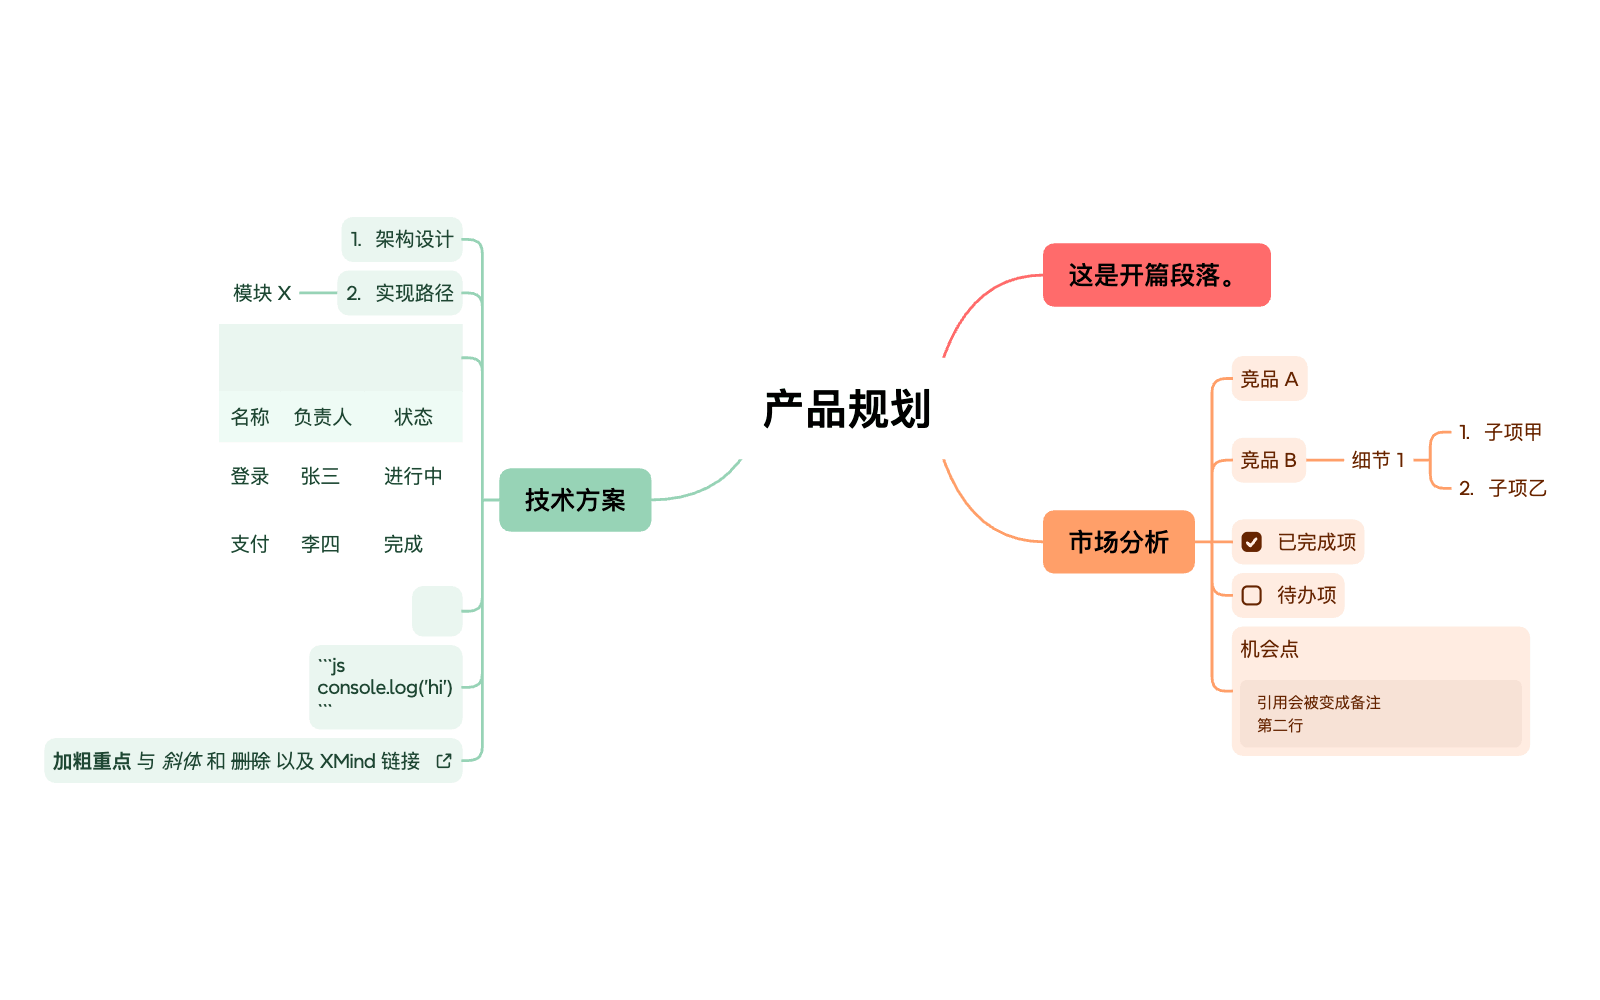 产品规划
这是开篇段落。
市场分析
竞品 A
竞品 B
细节 1
1. 子项甲
2. 子项乙
已完成项
待办项
机会点
引用会被变成备注
第二行
技术方案
1. 架构设计
2. 实现路径
模块 X
名称 负责人 状态
登录 张三 进行中
支付 李四 完成
```js
console.log('hi')
```
加粗重点 与 斜体 和 删除 以及 XMind 链接